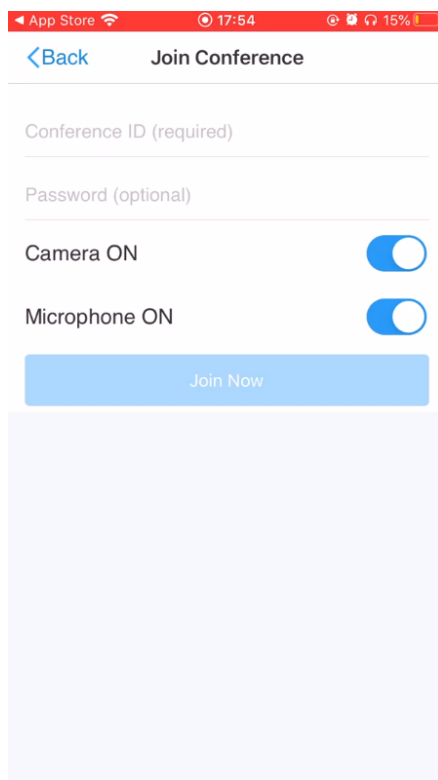 App Store 17:54 15%
Back Join Conference
Conference ID (required)
Password (optional)
Camera ON
Microphone ON
Join Now